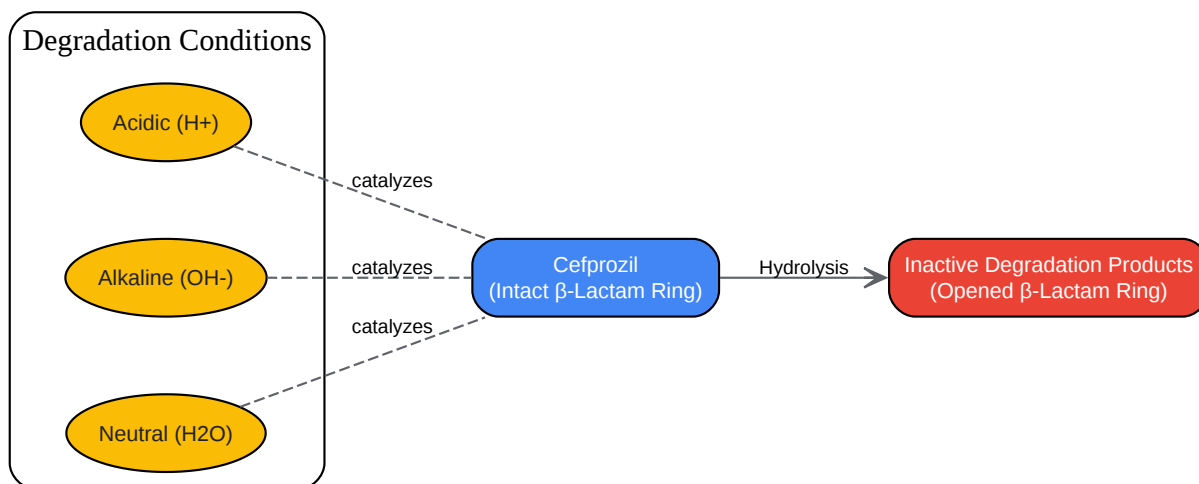 Degradation Conditions
Acidic (H+)
catalyzes
Alkaline (OH-)
catalyzes
Cefprozil
(Intact β-Lactam Ring)
Hydrolysis
Inactive Degradation Products
(Opened β-Lactam Ring)
catalyzes
Neutral (H2O)